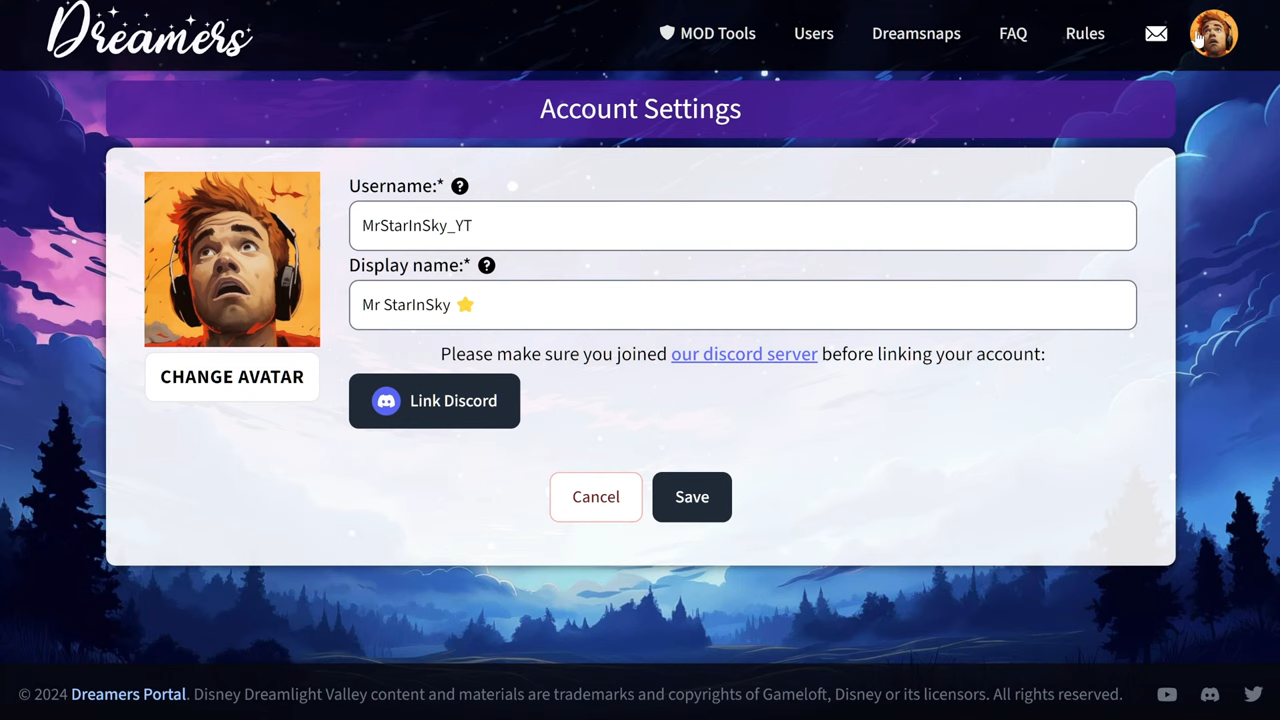 Dreamers
MOD Tools Users Dreamsnaps FAQ Rules
Account Settings
Username:* ?
MrStarInSky_YT
Display name:* ?
Mr StarInSky ⭐
Please make sure you joined our discord server before linking your account:
CHANGE AVATAR
Link Discord
Cancel Save
© 2024 Dreamers Portal. Disney Dreamlight Valley content and materials are trademarks and copyrights of Gameloft, Disney or its licensors. All rights reserved.